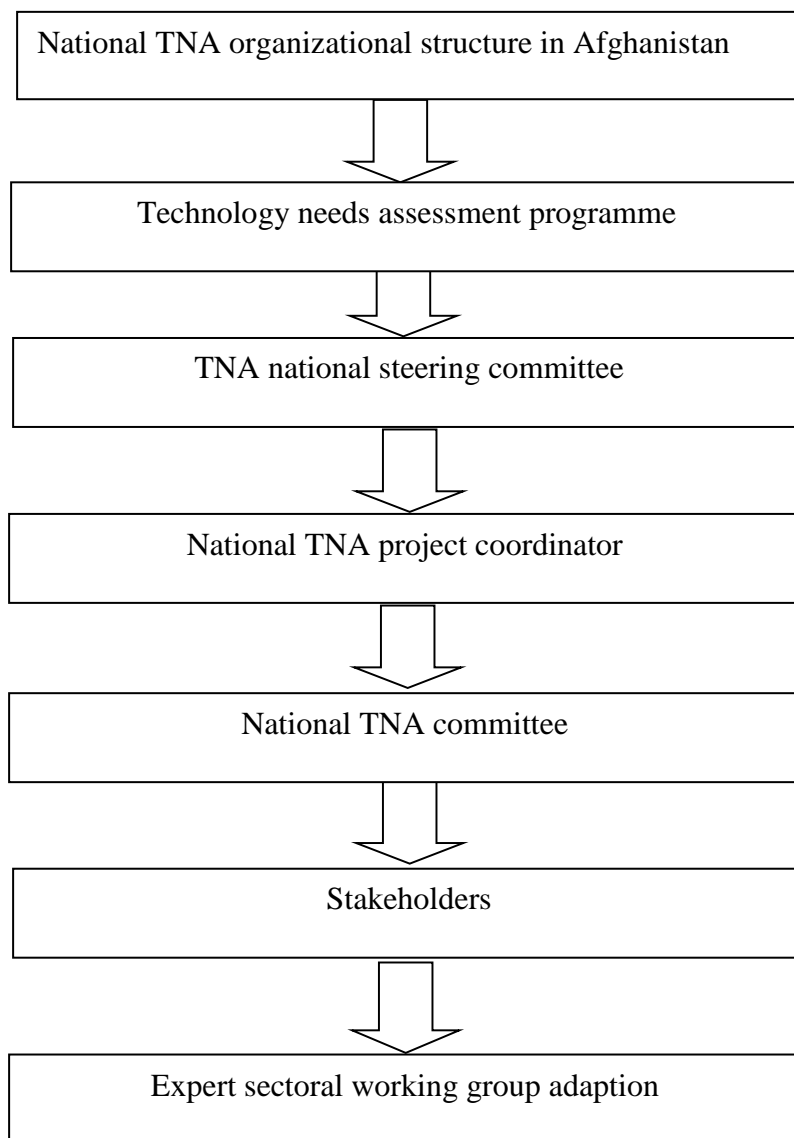 National TNA organizational structure in Afghanistan
Technology needs assessment programme
TNA national steering committee
National TNA project coordinator
National TNA committee
Stakeholders
Expert sectoral working group adaption